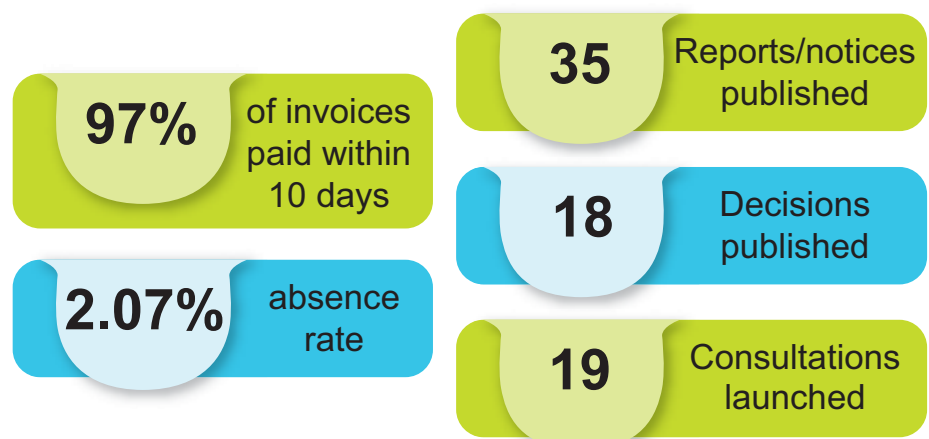 97%
of invoices
paid within
10 days
2.07%
absence
rate
35
Reports/notices
published
18
Decisions
published
19
Consultations
launched